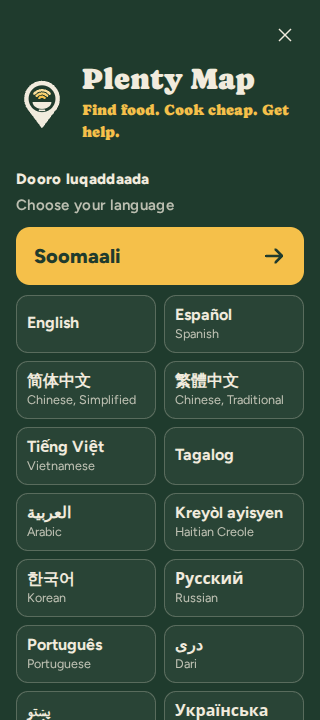 Plenty Map
Find food. Cook cheap. Get
help.
Dooro luqaddaada
Choose your language
Soomaali
English
Español
Spanish
简体中文
Chinese, Simplified
繁體中文
Chinese, Traditional
Tiếng Việt
Vietnamese
Tagalog
العربية
Arabic
Kreyòl ayisyen
Haitian Creole
한국어
Korean
Русский
Russian
Português
Portuguese
دری
Dari
پښتو
Українська